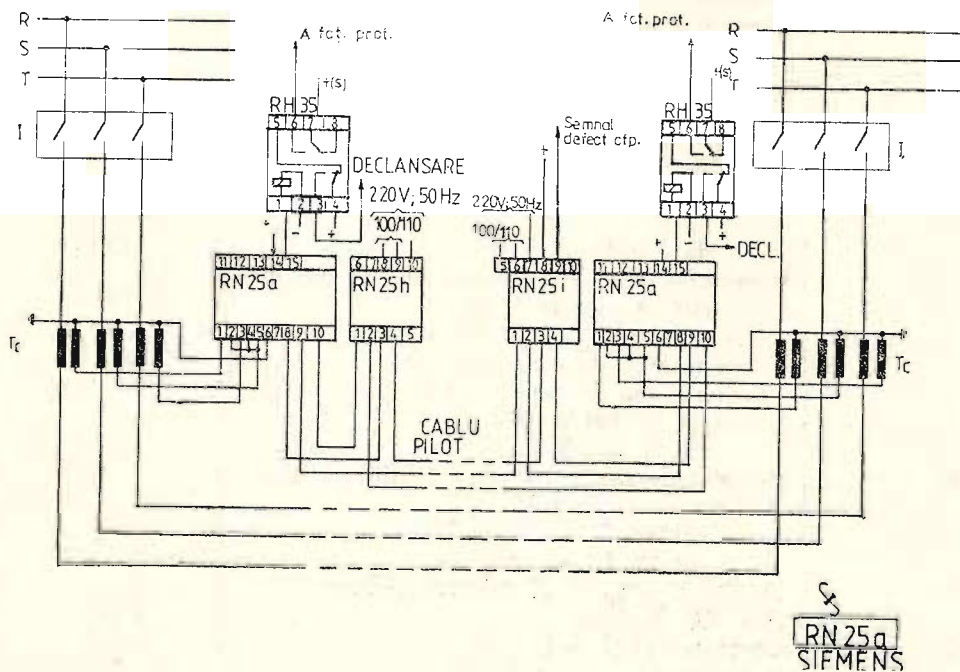 A fct. prot.
A fct. prot.
R
R
S
S
T
T
+(s)
+(s)
RH 35
RH 35
5 6 7 8
5 6 7 8
I
I
Semnal
defect cfp.
DECLANSARE
220V; 50Hz
220V; 50Hz
100/110
100/110
1 2 3 4
1 2 3 4
+ - +
+ - +
+
DECL.
11 12 13 14 15
6 7 8 9 10
5 6 7 8 9 10
11 12 13 14 15
RN 25a
RN 25h
RN 25i
RN 25a
1 2 3 4 5 6 7 8 9 10
1 2 3 4 5
1 2 3 4
1 2 3 4 5 6 7 8 9 10
Tc
Tc
CABLU
PILOT
RN 25a
SIEMENS